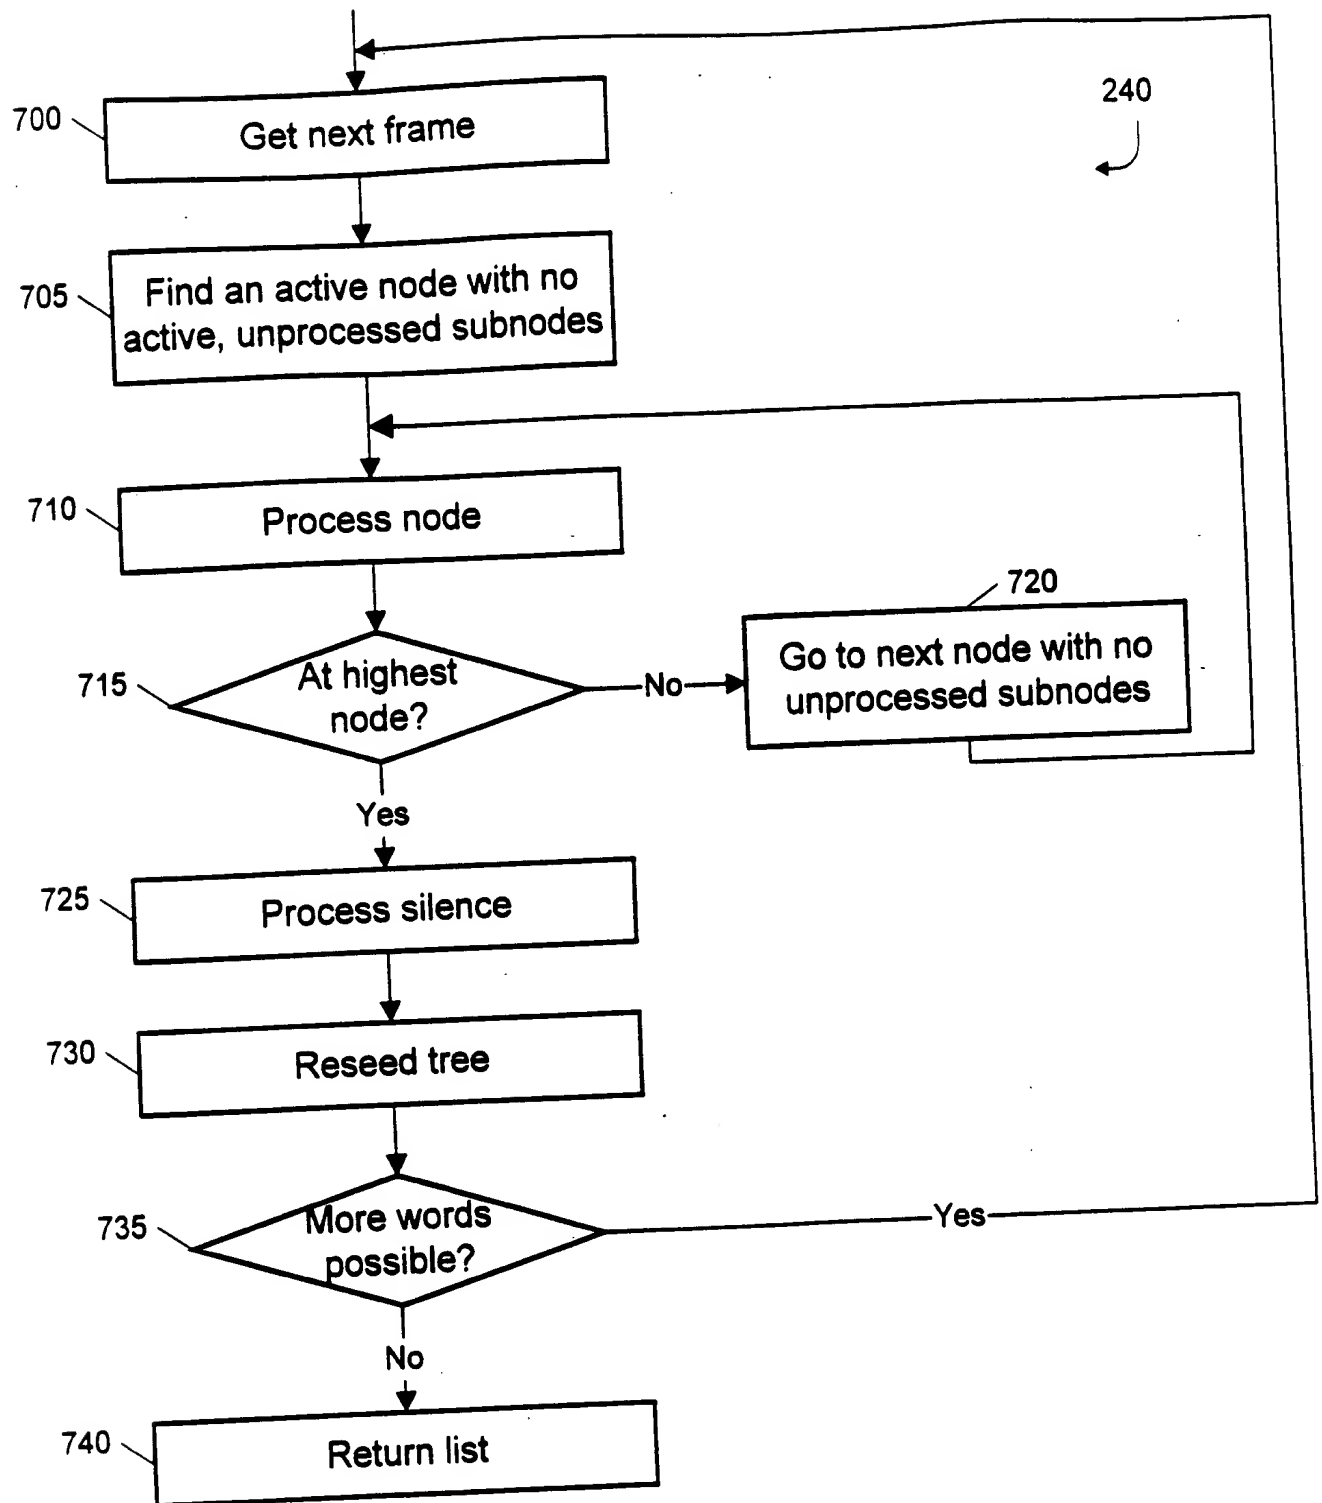 240
700
Get next frame
705
Find an active node with no
active, unprocessed subnodes
710
Process node
720
Go to next node with no
unprocessed subnodes
715
At highest
node?
No
Yes
725
Process silence
730
Reseed tree
735
More words
possible?
Yes
No
740
Return list